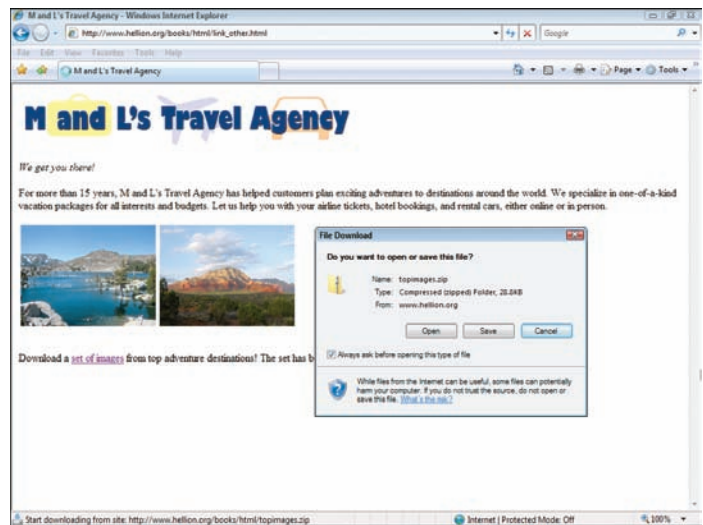 M and L's Travel Agency - Windows Internet Explorer
http://www.hellion.org/books/html/link_other.html
Google
File Edit View Favorites Tools Help
M and L's Travel Agency
Page Tools
M and L's Travel Agency
We get you there!
For more than 15 years, M and L's Travel Agency has helped customers plan exciting adventures to destinations around the world. We specialize in one-of-a-kind
vacation packages for all interests and budgets. Let us help you with your airline tickets, hotel bookings, and rental cars, either online or in person.
File Download
Do you want to open or save this file?
Name: topimages.zip
Type: Compressed (zipped) Folder, 28.84KB
From: www.hellion.org
Open Save Cancel
Always ask before opening this type of file
While files from the Internet can be useful, some files can potentially
harm your computer. If you do not trust the source, do not open or
save this file. What's the risk?
Download a set of images from top adventure destinations! The set has b
Start downloading from site: http://www.hellion.org/books/html/topimages.zip
Internet | Protected Mode: Off
100%